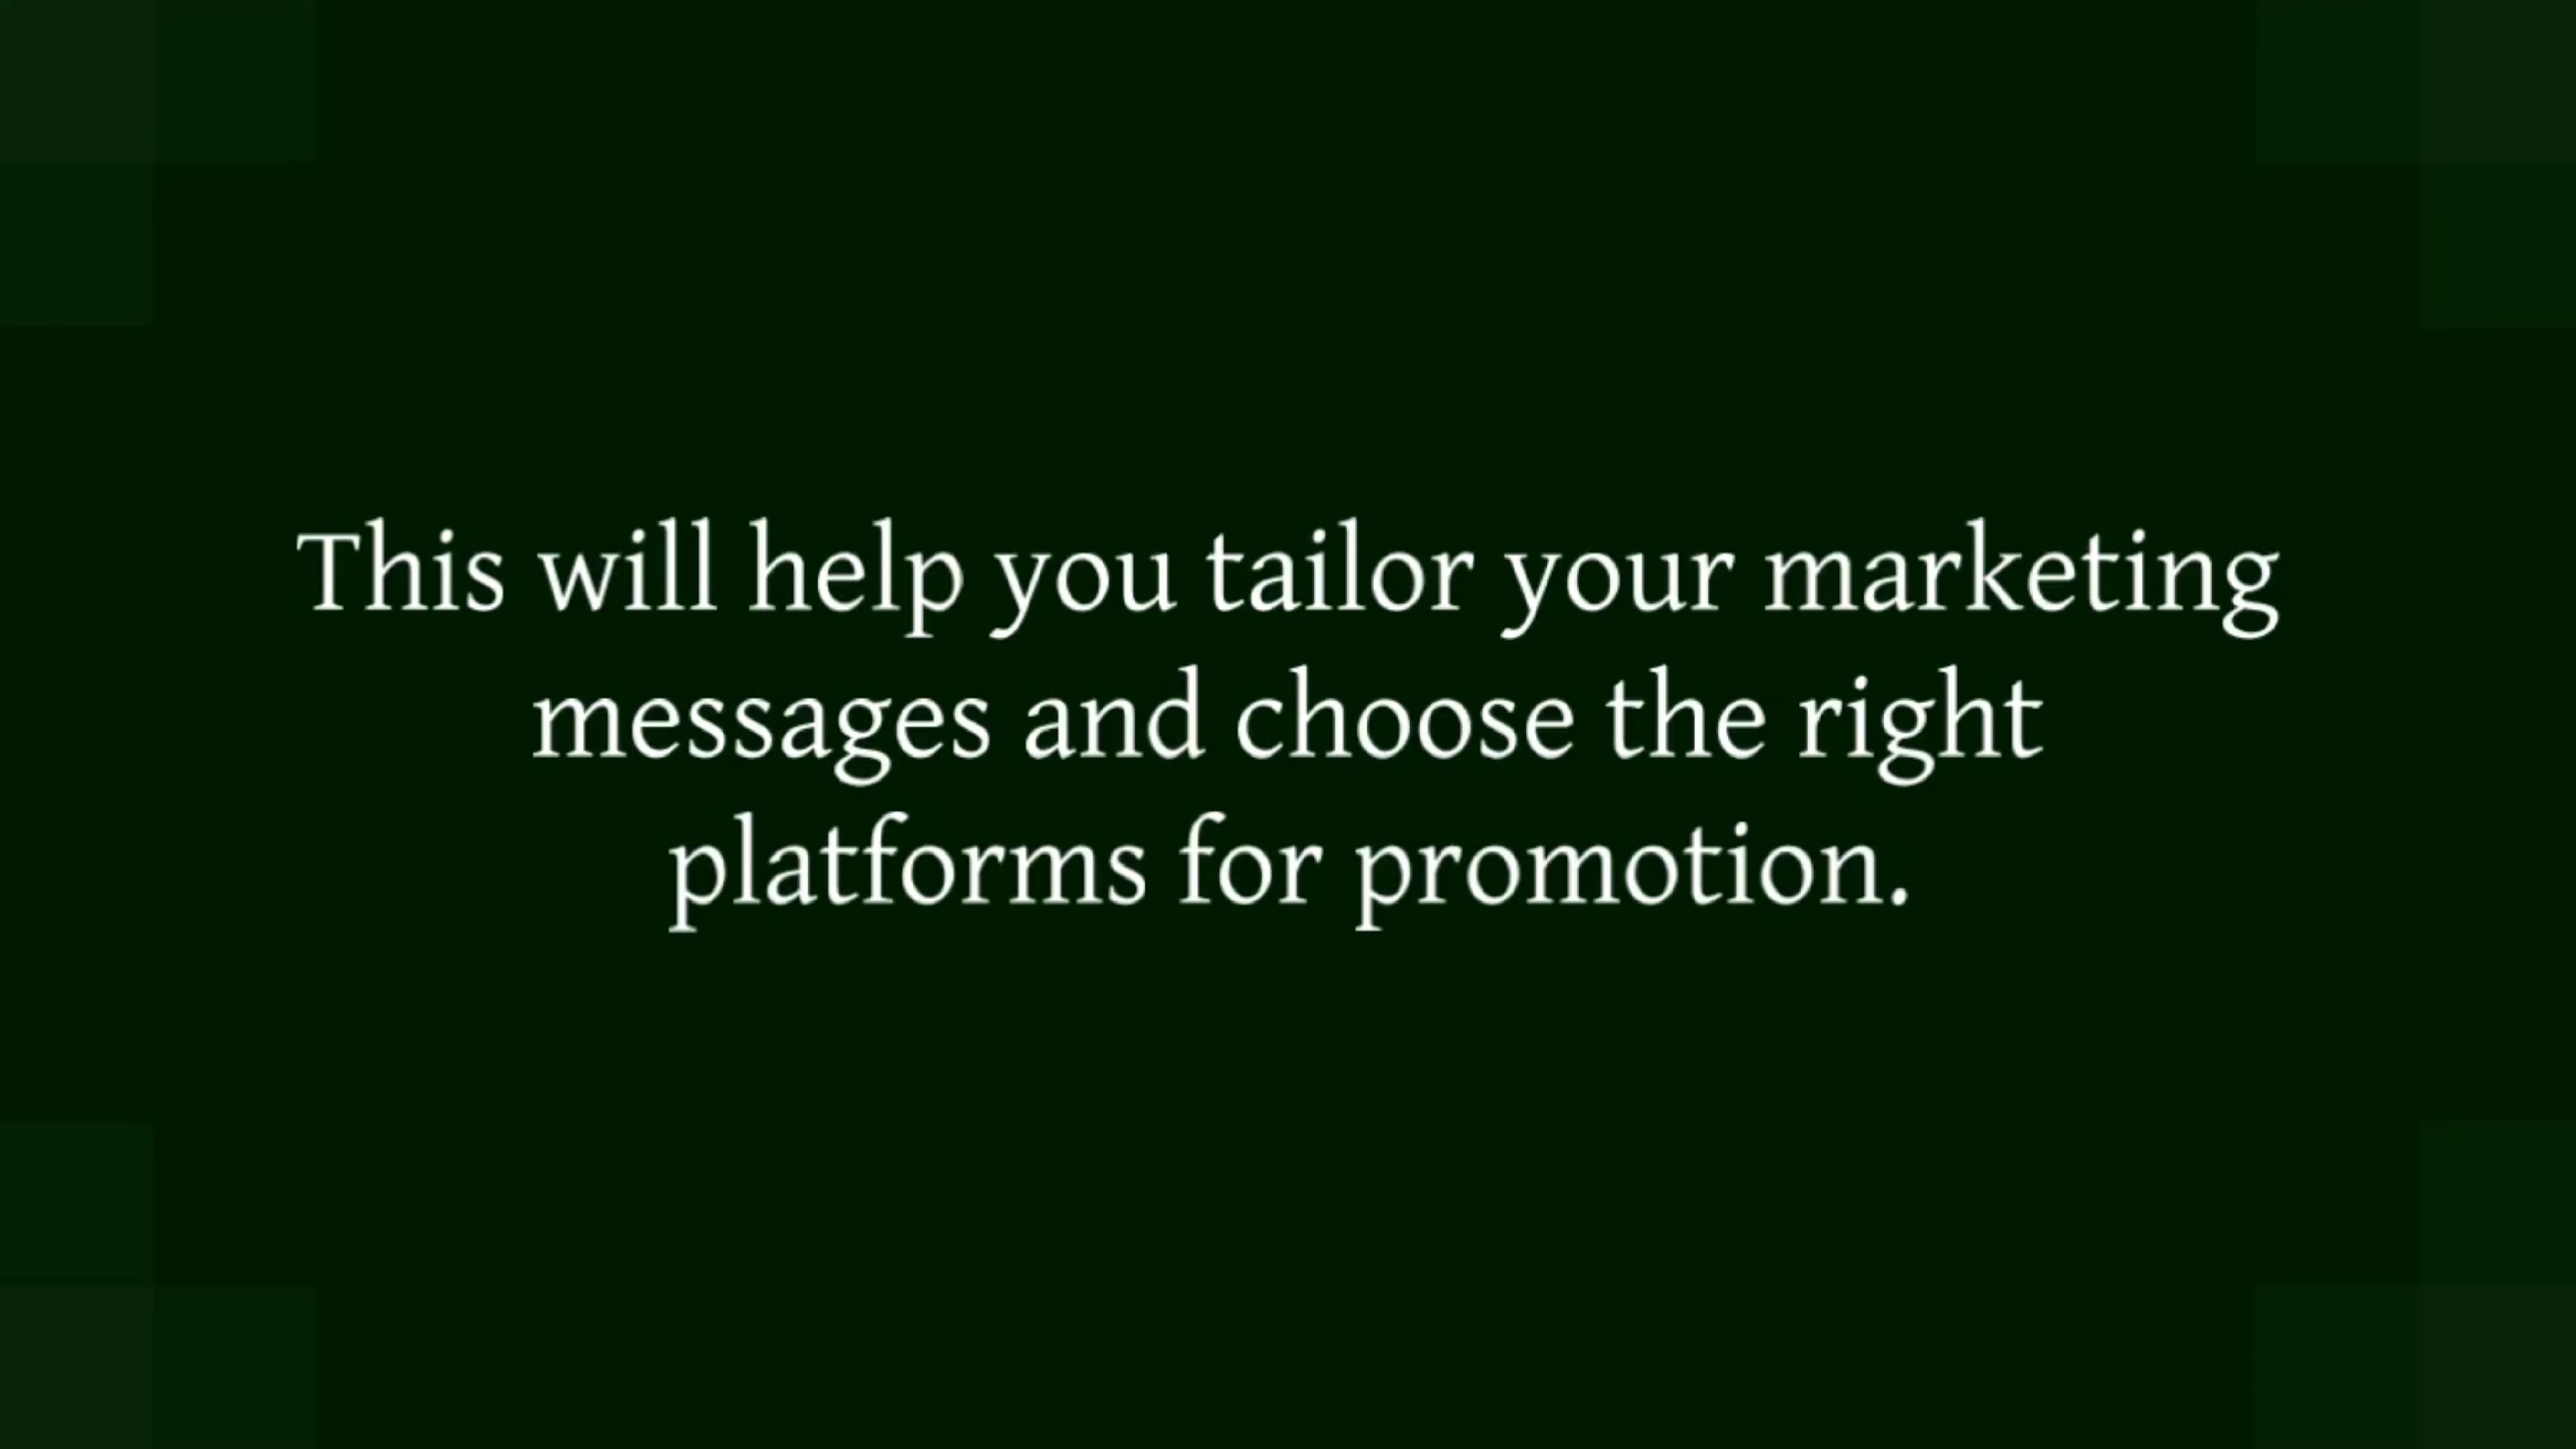 This will help you tailor your marketing
messages and choose the right
platforms for promotion.